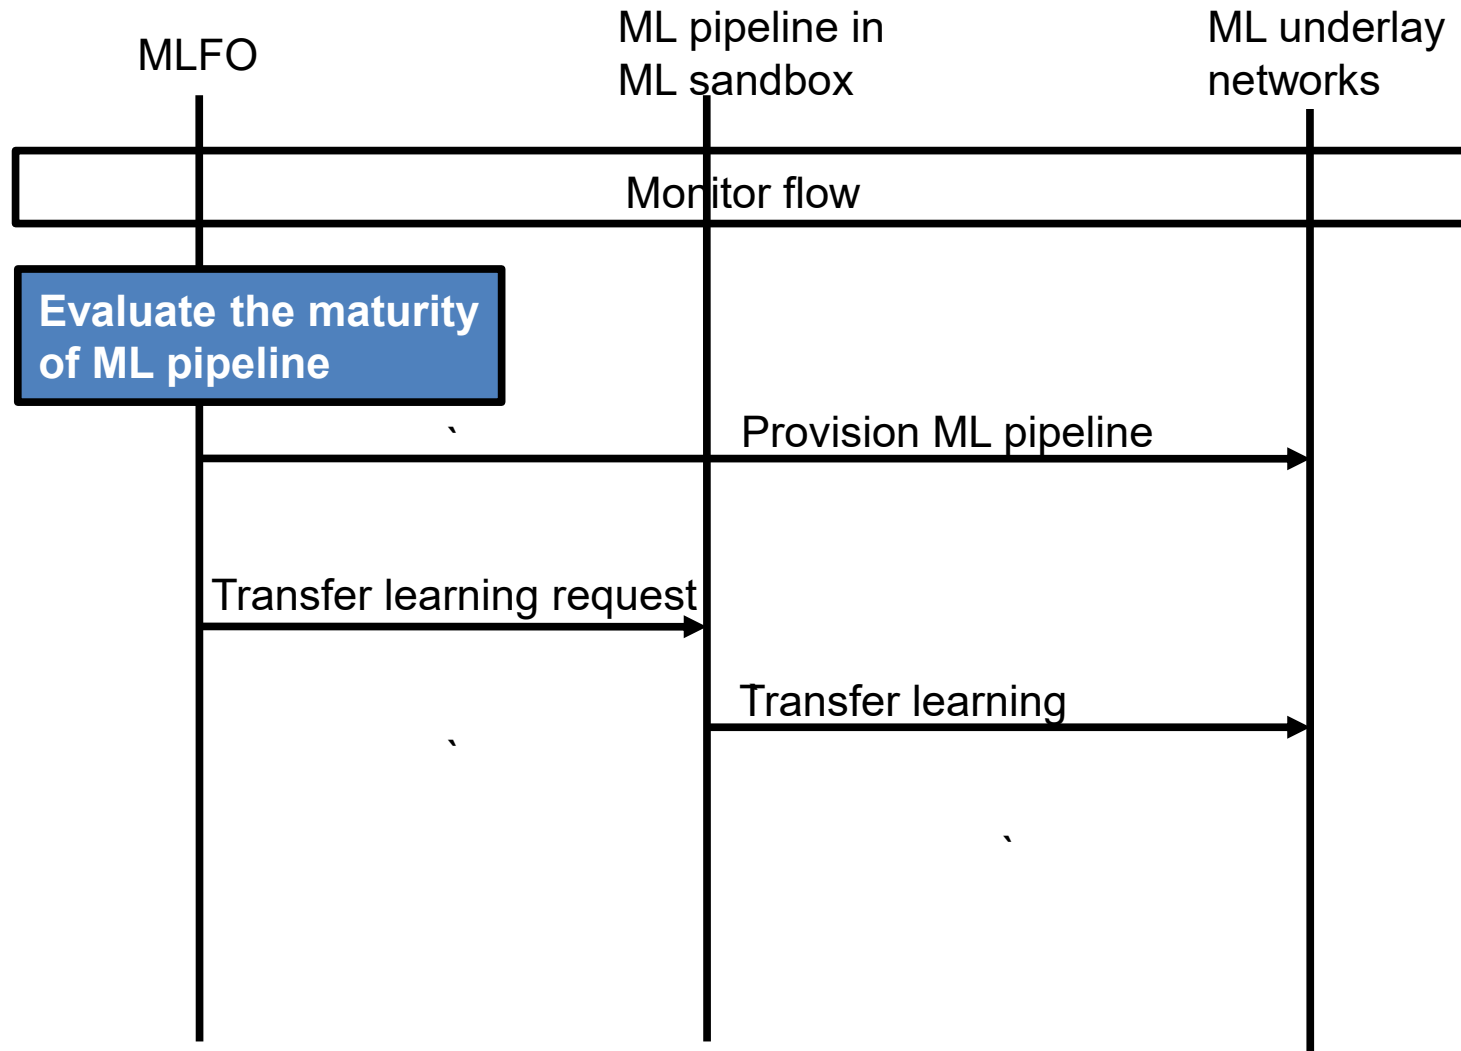 MLFO
ML pipeline in
ML sandbox
ML underlay
networks
Monitor flow
Evaluate the maturity
of ML pipeline
`
Provision ML pipeline
Transfer learning request
Transfer learning
`
`